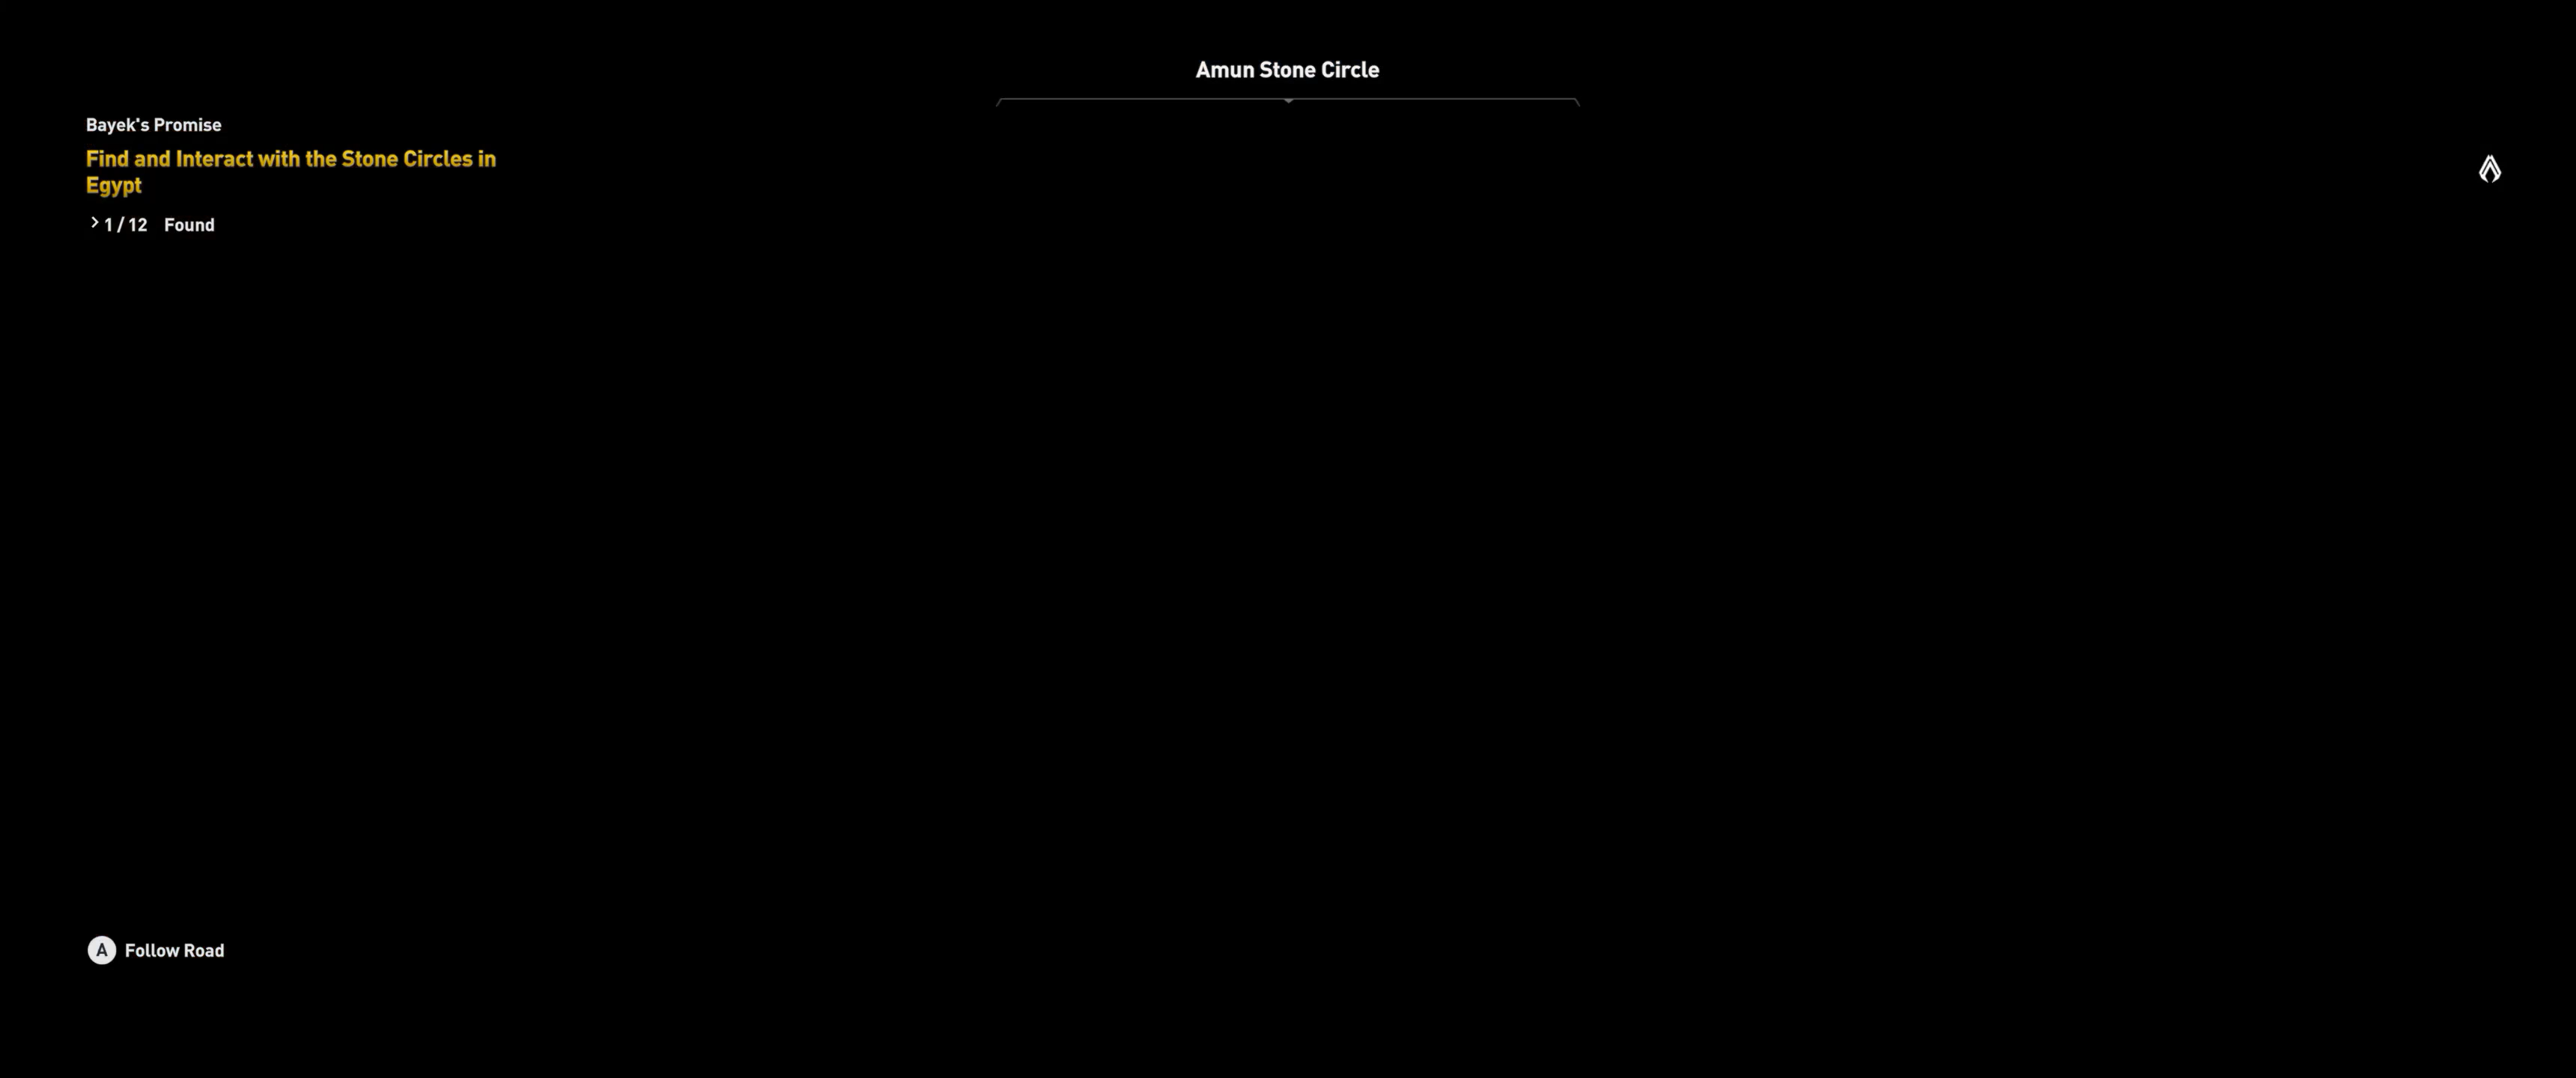 Amun Stone Circle
Bayek's Promise
Find and Interact with the Stone Circles in
Egypt
> 1 / 12 Found
A Follow Road